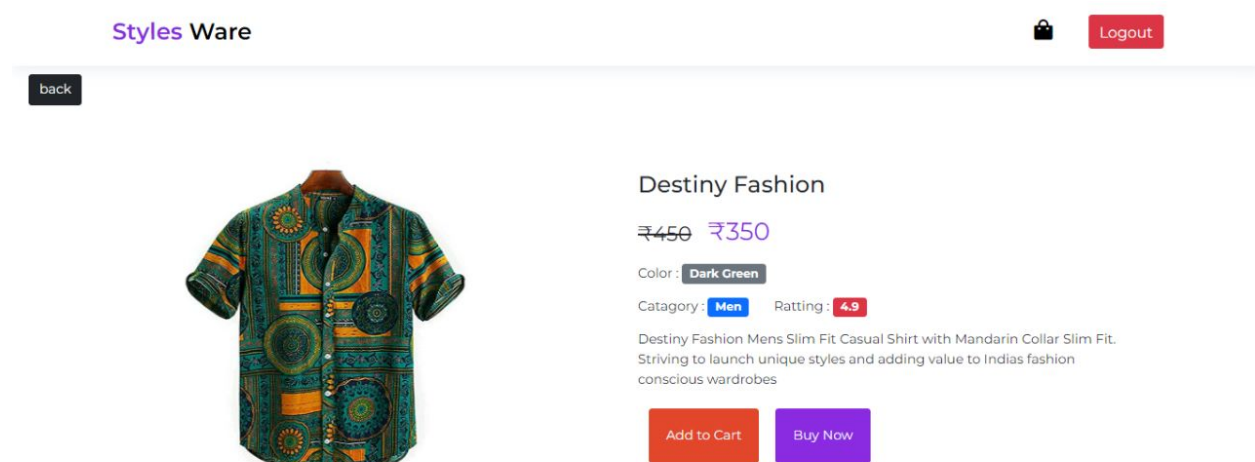 Styles Ware
Logout
back
Destiny Fashion
₹450 ₹350
Color : Dark Green
Catagory : Men Ratting : 4.9
Destiny Fashion Mens Slim Fit Casual Shirt with Mandarin Collar Slim Fit.
Striving to launch unique styles and adding value to Indias fashion
conscious wardrobes
Add to Cart Buy Now